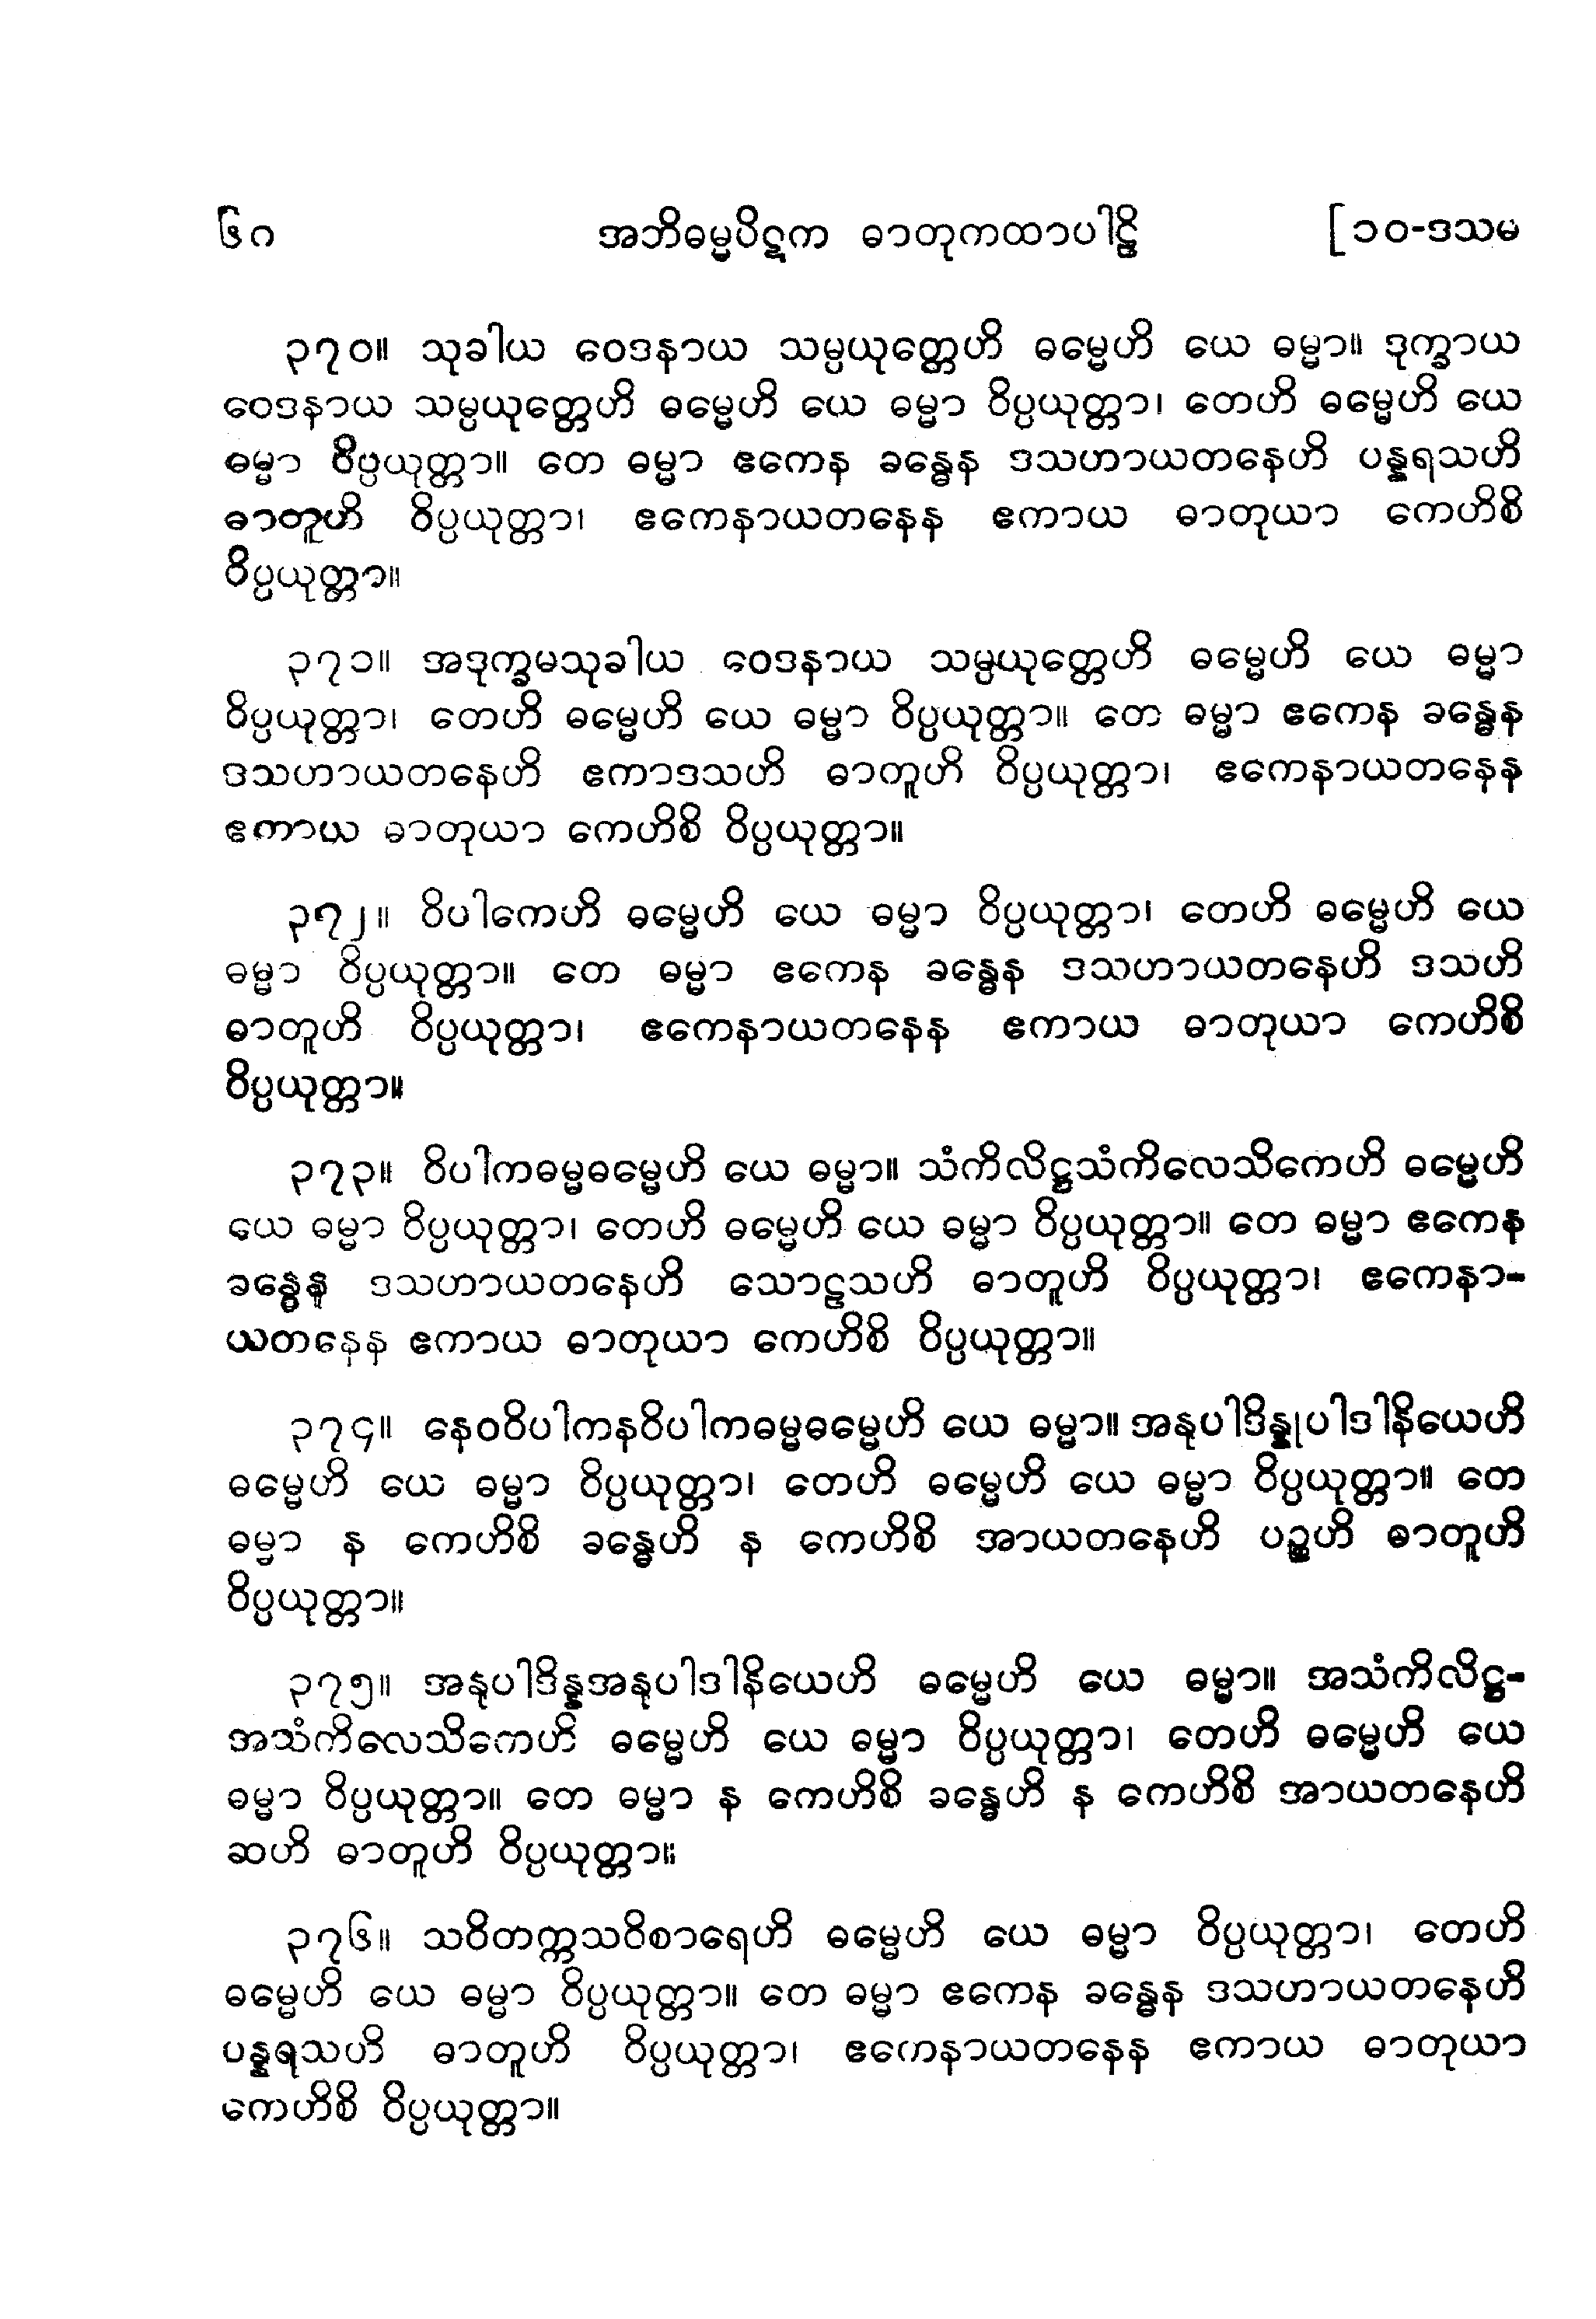 ၆၈ အဘိဓမ္မပိဋက ဓာတုကထာပါဠိ [၁၀-ဒသမ
၃၇၀။ သုခါယ ဝေဒနာယ သမ္ပယုတ္တေဟိ ဓမ္မေဟိ ယေ ဓမ္မာ။ ဒုက္ခာယ
ဝေဒနာယ သမ္ပယုတ္တေဟိ ဓမ္မေဟိ ယေ ဓမ္မာ ဝိပ္ပယုတ္တာ၊ တေဟိ ဓမ္မေဟိ ယေ
ဓမ္မာ ဝိပ္ပယုတ္တာ။ တေ ဓမ္မာ ဧကေန ခန္ဓေန ဒသဟာယတနေဟိ ပန္နရသဟိ
ဓာတူဟိ ဝိပ္ပယုတ္တာ၊ ဧကေနာယတနေန ဧကာယ ဓာတုယာ ကေဟိစိ
ဝိပ္ပယုတ္တာ။
၃၇၁။ အဒုက္ခမသုခါယ ဝေဒနာယ သမ္ပယုတ္တေဟိ ဓမ္မေဟိ ယေ ဓမ္မာ
ဝိပ္ပယုတ္တာ၊ တေဟိ ဓမ္မေဟိ ယေ ဓမ္မာ ဝိပ္ပယုတ္တာ။ တေ ဓမ္မာ ဧကေန ခန္ဓေန
ဒသဟာယတနေဟိ ဧကာဒသဟိ ဓာတူဟိ ဝိပ္ပယုတ္တာ၊ ဧကေနာယတနေန
ဧကာယ ဓာတုယာ ကေဟိစိ ဝိပ္ပယုတ္တာ။
၃၇၂။ ဝိပါကေဟိ ဓမ္မေဟိ ယေ ဓမ္မာ ဝိပ္ပယုတ္တာ၊ တေဟိ ဓမ္မေဟိ ယေ
ဓမ္မာ ဝိပ္ပယုတ္တာ။ တေ ဓမ္မာ ဧကေန ခန္ဓေန ဒသဟာယတနေဟိ ဒသဟိ
ဓာတူဟိ ဝိပ္ပယုတ္တာ၊ ဧကေနာယတနေန ဧကာယ ဓာတုယာ ကေဟိစိ
ဝိပ္ပယုတ္တာ။
၃၇၃။ ဝိပါကဓမ္မဓမ္မေဟိ ယေ ဓမ္မာ။ သံကိလိဋ္ဌသံကိလေသိကေဟိ ဓမ္မေဟိ
ယေ ဓမ္မာ ဝိပ္ပယုတ္တာ၊ တေဟိ ဓမ္မေဟိ ယေ ဓမ္မာ ဝိပ္ပယုတ္တာ။ တေ ဓမ္မာ ဧကေန
ခန္ဓေန ဒသဟာယတနေဟိ သောဠသဟိ ဓာတူဟိ ဝိပ္ပယုတ္တာ၊ ဧကေနာ-
ယတနေန ဧကာယ ဓာတုယာ ကေဟိစိ ဝိပ္ပယုတ္တာ။
၃၇၄။ နေဝဝိပါကနဝိပါကဓမ္မဓမ္မေဟိ ယေ ဓမ္မာ။ အနုပါဒိန္နုပါဒါနိယေဟိ
ဓမ္မေဟိ ယေ ဓမ္မာ ဝိပ္ပယုတ္တာ၊ တေဟိ ဓမ္မေဟိ ယေ ဓမ္မာ ဝိပ္ပယုတ္တာ။ တေ
ဓမ္မာ န ကေဟိစိ ခန္ဓေဟိ န ကေဟိစိ အာယတနေဟိ ပဉ္စဟိ ဓာတူဟိ
ဝိပ္ပယုတ္တာ။
၃၇၅။ အနုပါဒိန္နအနုပါဒါနိယေဟိ ဓမ္မေဟိ ယေ ဓမ္မာ။ အသံကိလိဋ္ဌ-
အသံကိလေသိကေဟိ ဓမ္မေဟိ ယေ ဓမ္မာ ဝိပ္ပယုတ္တာ၊ တေဟိ ဓမ္မေဟိ ယေ
ဓမ္မာ ဝိပ္ပယုတ္တာ။ တေ ဓမ္မာ န ကေဟိစိ ခန္ဓေဟိ န ကေဟိစိ အာယတနေဟိ
ဆဟိ ဓာတူဟိ ဝိပ္ပယုတ္တာ။
၃၇၆။ သဝိတက္ကသဝိစာရေဟိ ဓမ္မေဟိ ယေ ဓမ္မာ ဝိပ္ပယုတ္တာ၊ တေဟိ
ဓမ္မေဟိ ယေ ဓမ္မာ ဝိပ္ပယုတ္တာ။ တေ ဓမ္မာ ဧကေန ခန္ဓေန ဒသဟာယတနေဟိ
ပန္နရသဟိ ဓာတူဟိ ဝိပ္ပယုတ္တာ၊ ဧကေနာယတနေန ဧကာယ ဓာတုယာ
ကေဟိစိ ဝိပ္ပယုတ္တာ။